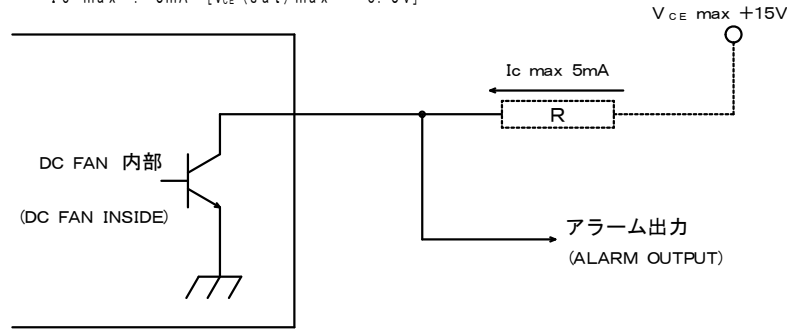 V CE max +15V
Ic max 5mA
R
DC FAN 内部
(DC FAN INSIDE)
アラーム出力
(ALARM OUTPUT)